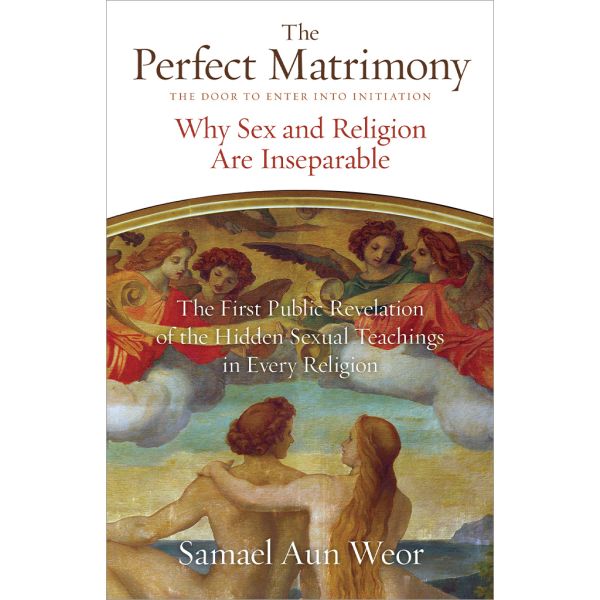 The
Perfect Matrimony
THE DOOR TO ENTER INTO INITIATION
Why Sex and Religion
Are Inseparable
The First Public Revelation
of the Hidden Sexual Teachings
in Every Religion
Samael Aun Weor